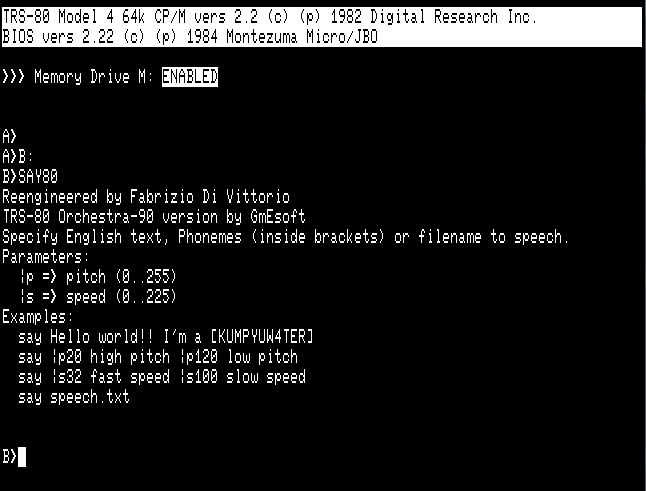 TRS-80 Model 4 64k CP/M vers 2.2 (c) (p) 1982 Digital Research Inc.
BIOS vers 2.22 (c) (p) 1984 Montezuma Micro/JBO
>>> Memory Drive M: ENABLED
A>
A>B:
B>SAY80
Reengineered by Fabrizio Di Vittorio
TRS-80 Orchestra-90 version by GmEsoft
Specify English text, Phonemes (inside brackets) or filename to speech.
Parameters:
¦p => pitch (0..255)
¦s => speed (0..225)
Examples:
say Hello world!! I'm a [KUMPYUW4TER]
say ¦p20 high pitch ¦p120 low pitch
say ¦s32 fast speed ¦s100 slow speed
say speech.txt
B>